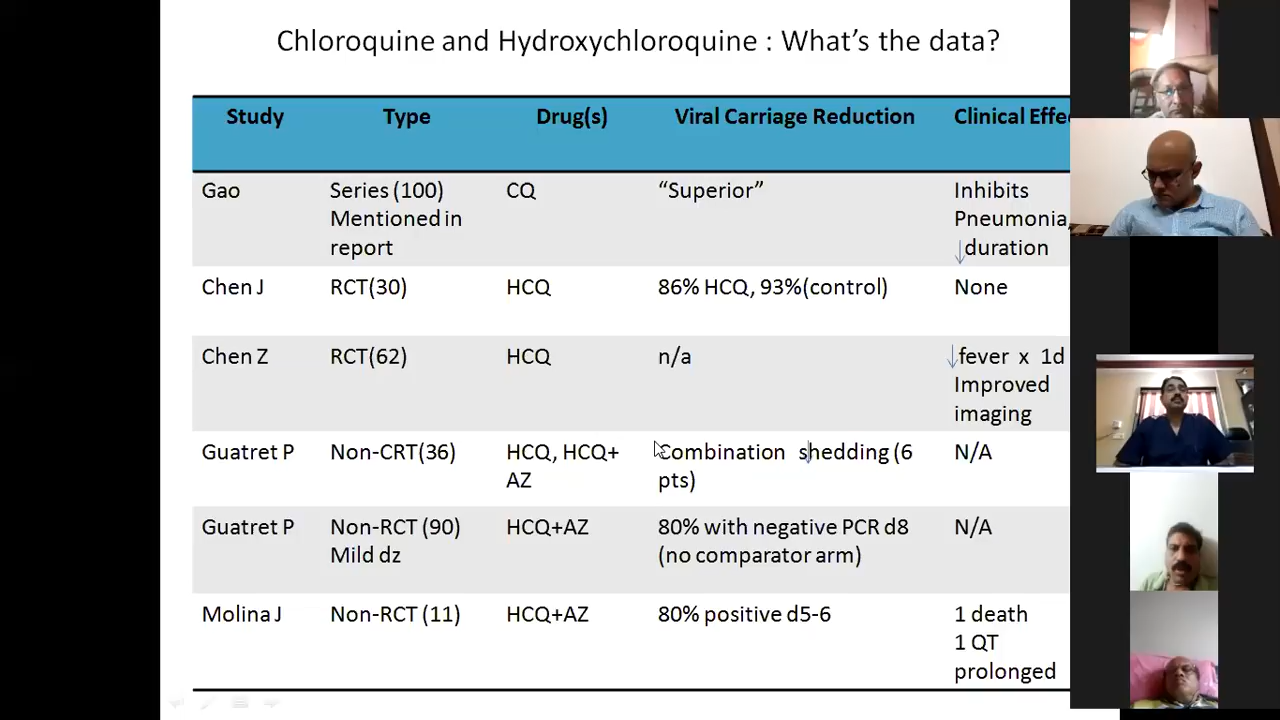 Chloroquine and Hydroxychloroquine : What's the data?
Study Type Drug(s) Viral Carriage Reduction Clinical Effe
Gao Series (100) CQ “Superior” Inhibits
Mentioned in Pneumonia,
report ↓duration
Chen J RCT(30) HCQ 86% HCQ, 93%(control) None
Chen Z RCT(62) HCQ n/a ↓fever x 1d
Improved
imaging
Guatret P Non-CRT(36) HCQ, HCQ+ Combination shedding (6 N/A
AZ pts)
Guatret P Non-RCT (90) HCQ+AZ 80% with negative PCR d8 N/A
Mild dz (no comparator arm)
Molina J Non-RCT (11) HCQ+AZ 80% positive d5-6 1 death
1 QT
prolonged